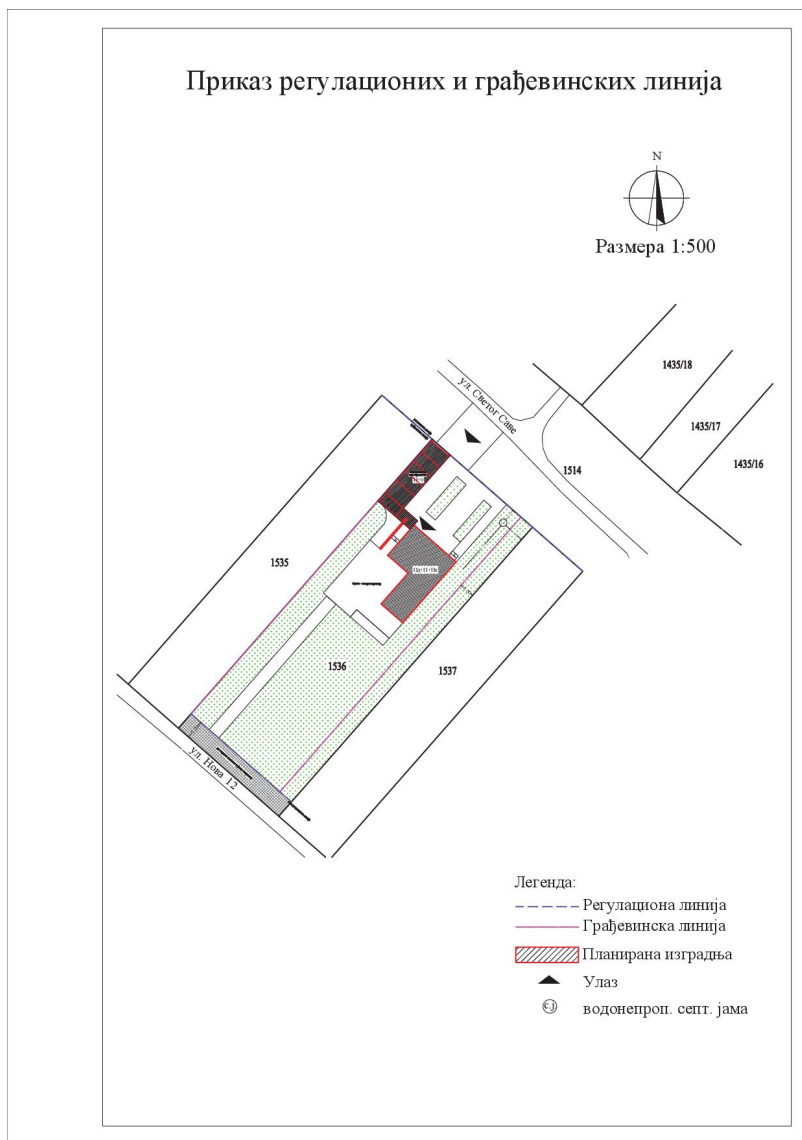 Приказ регулационих и грађевинских линија
N
Размера 1:500
1435/18
1435/17
1435/16
ул. Светог Саве
1514
1535
1536
1537
ул. Нова 12
Легенда:
Регулациона линија
Грађевинска линија
Планирана изградња
Улаз
с.ј
водонепроп. септ. јама